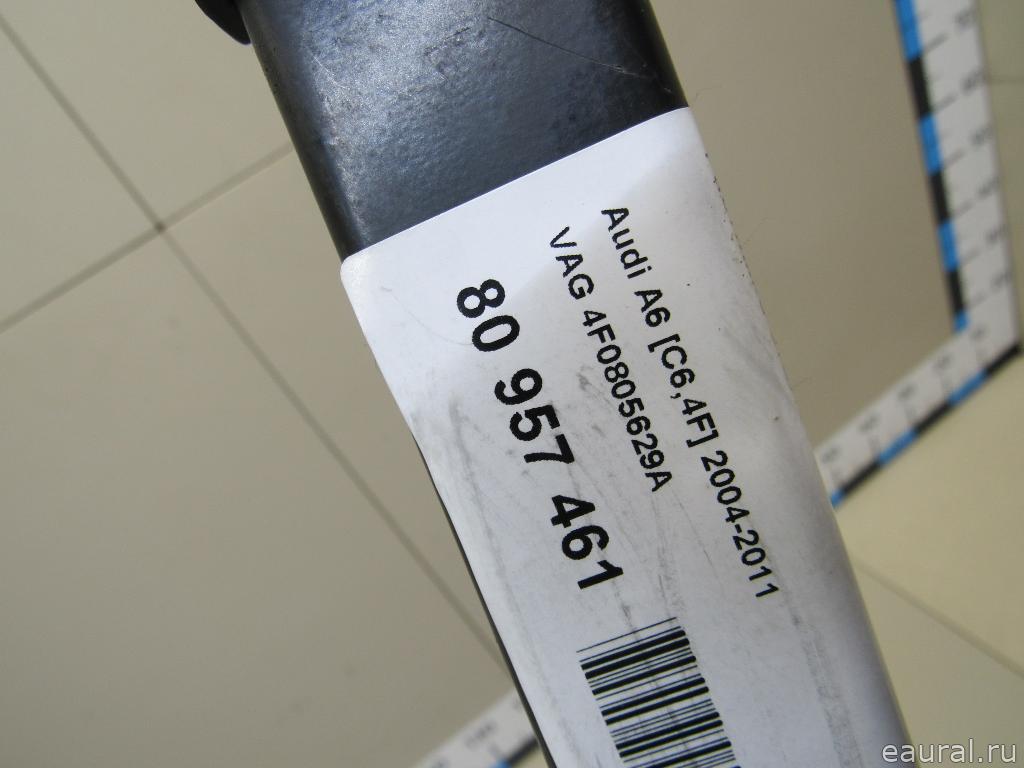 Audi A6 [C6,4F] 2004-2011
VAG 4F0805629A
80 957 461
eaural.ru